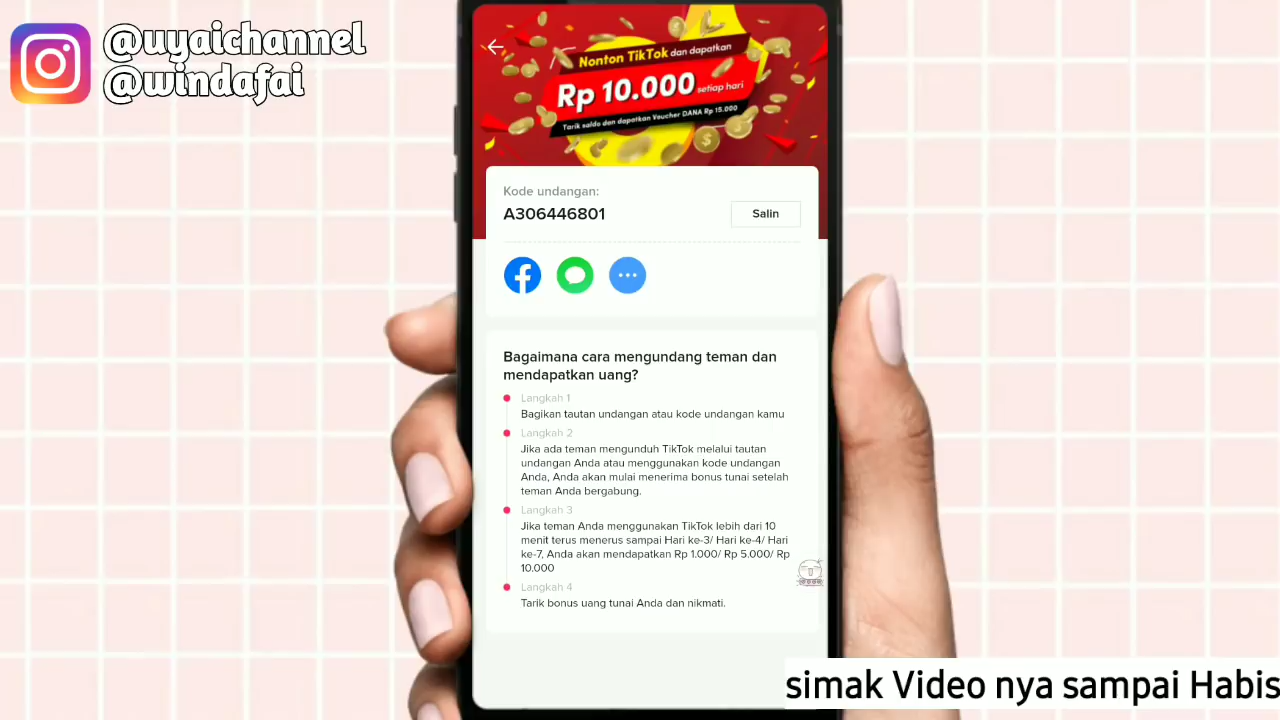 @uyaichannel
@windafai
Nonton TikTok dan dapatkan
Rp 10.000 setiap hari
Tarik saldo dan dapatkan Voucher DANA Rp 15.000
Kode undangan:
A306446801
Salin
Bagaimana cara mengundang teman dan
mendapatkan uang?
Langkah 1
Bagikan tautan undangan atau kode undangan kamu
Langkah 2
Jika ada teman mengunduh TikTok melalui tautan
undangan Anda atau menggunakan kode undangan
Anda, Anda akan mulai menerima bonus tunai setelah
teman Anda bergabung.
Langkah 3
Jika teman Anda menggunakan TikTok lebih dari 10
menit terus menerus sampai Hari ke-3/ Hari ke-4/ Hari
ke-7, Anda akan mendapatkan Rp 1.000/ Rp 5.000/ Rp
10.000
Langkah 4
Tarik bonus uang tunai Anda dan nikmati.
simak Video nya sampai Habis